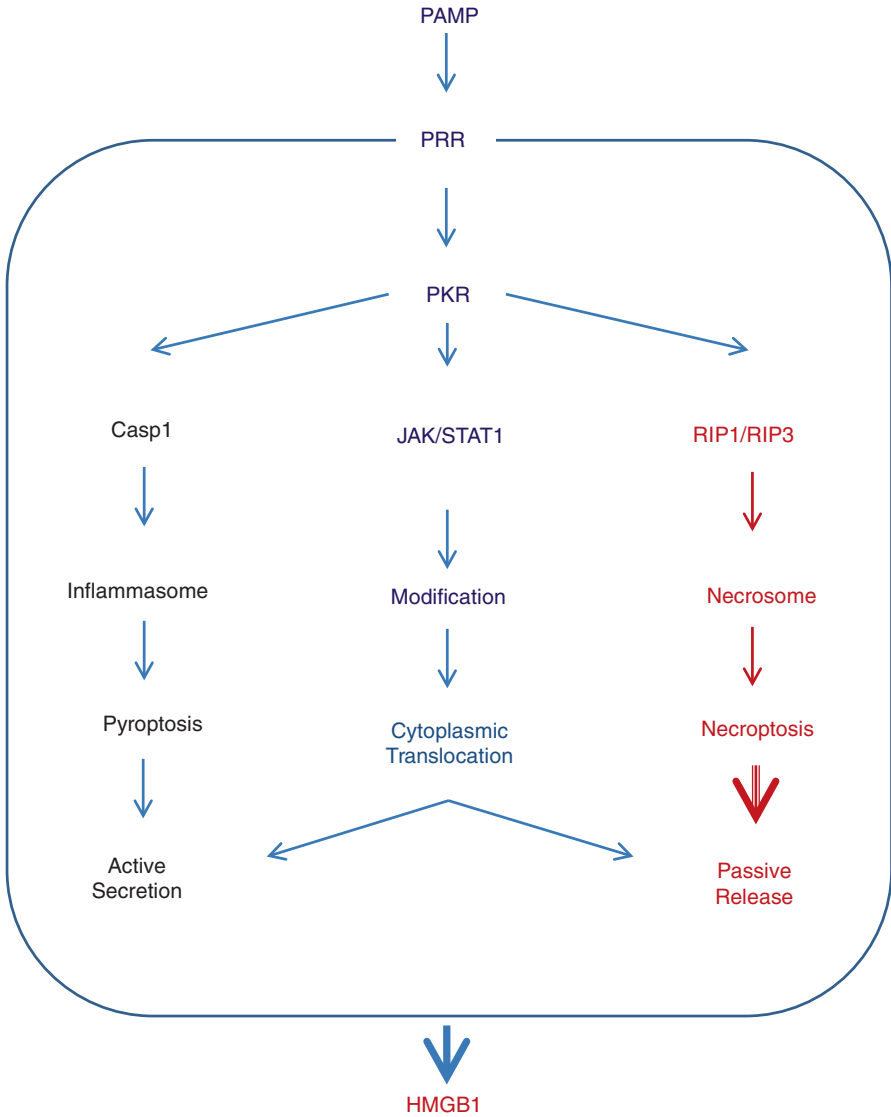 PAMP
PRR
PKR
Casp1
JAK/STAT1
RIP1/RIP3
Inflammasome
Modification
Necrosome
Pyroptosis
Cytoplasmic
Translocation
Necroptosis
Active
Secretion
Passive
Release
HMGB1